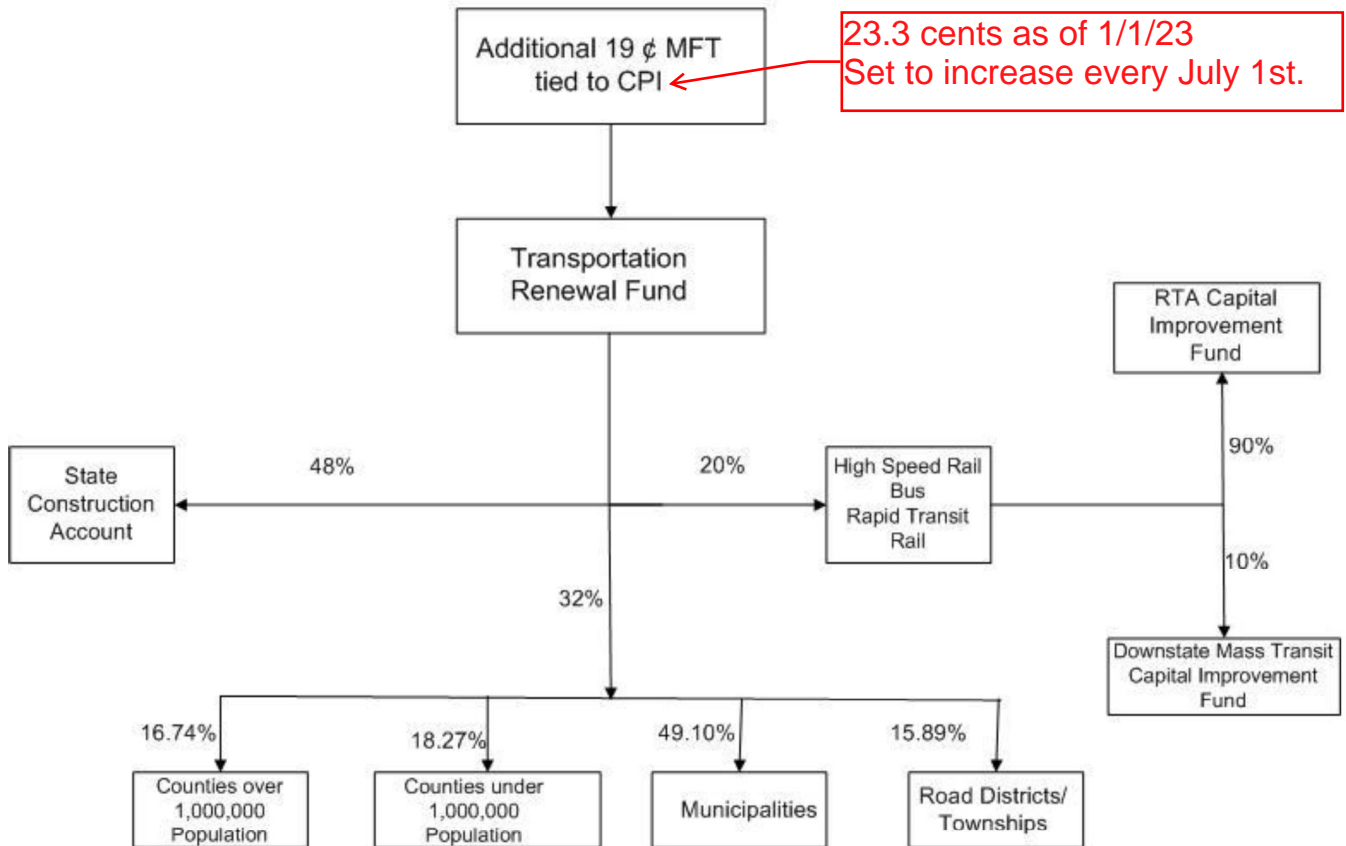 Additional 19 ¢ MFT
tied to CPI
23.3 cents as of 1/1/23
Set to increase every July 1st.
Transportation
Renewal Fund
RTA Capital
Improvement
Fund
State
Construction
Account
48%
20%
High Speed Rail
Bus
Rapid Transit
Rail
90%
10%
32%
Downstate Mass Transit
Capital Improvement
Fund
16.74%
18.27%
49.10%
15.89%
Counties over
1,000,000
Population
Counties under
1,000,000
Population
Municipalities
Road Districts/
Townships